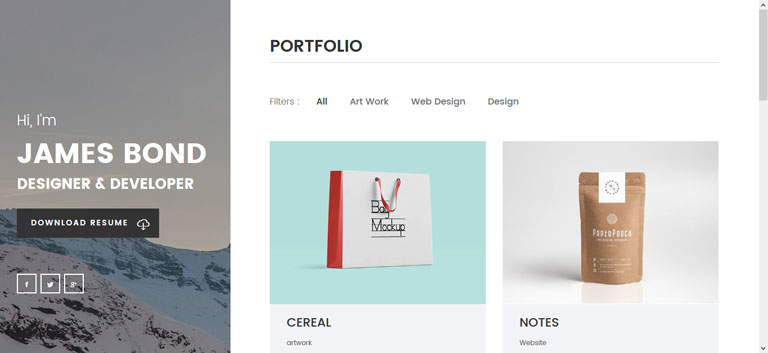 Hi, I'm
JAMES BOND
DESIGNER & DEVELOPER
DOWNLOAD RESUME
PORTFOLIO
Filters : All Art Work Web Design Design
Bag
Mockup
PAPERPOUCH
CEREAL
artwork
NOTES
Website